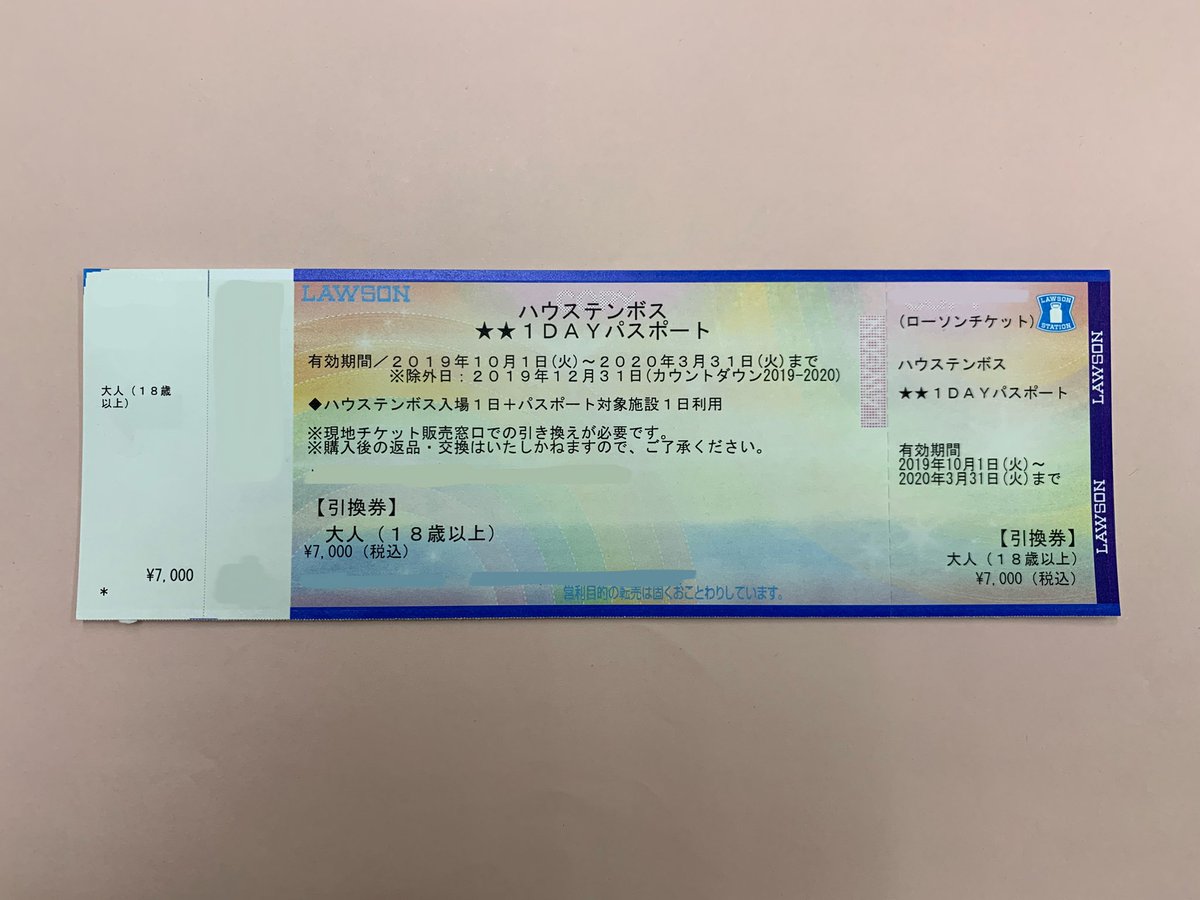 大人（１８歳
以上）
¥7,000
*
LAWSON
ハウステンボス
★★１ＤＡＹパスポート
有効期間／２０１９年１０月１日(火)～２０２０年３月３１日(火)まで
※除外日：２０１９年１２月３１日(カウントダウン2019-2020)
◆ハウステンボス入場１日＋パスポート対象施設１日利用
※現地チケット販売窓口での引き換えが必要です。
※購入後の返品・交換はいたしかねますので、ご了承ください。
.
【引換券】
大人（１８歳以上）
¥7,000（税込）
営利目的の転売は固くおことわりしています。
(ローソンチケット)
LAWSON
STATION
ハウステンボス
★★１ＤＡＹパスポート
有効期間
2019年10月1日(火)～
2020年3月31日(火)まで
【引換券】
大人（１８歳以上）
¥7,000（税込）
LAWSON
LAWSON